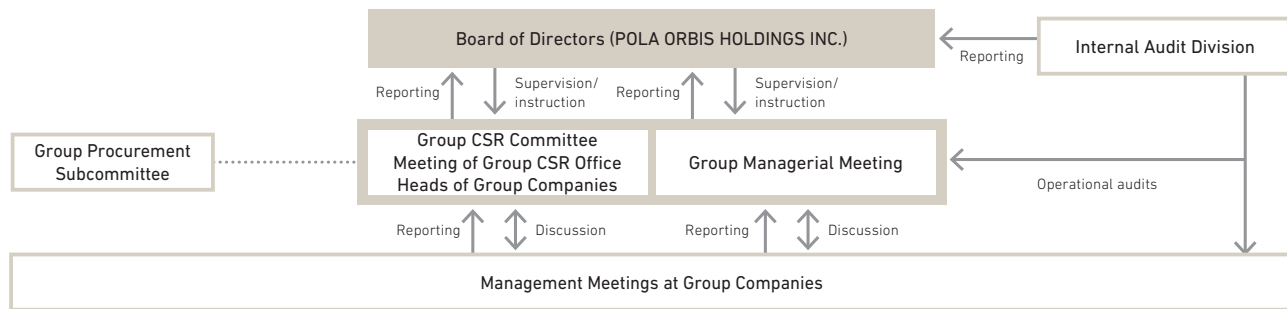 Board of Directors (POLA ORBIS HOLDINGS INC.)
Internal Audit Division
Reporting
Reporting
Supervision/
instruction
Reporting
Supervision/
instruction
Group Procurement
Subcommittee
Group CSR Committee
Meeting of Group CSR Office
Heads of Group Companies
Group Managerial Meeting
Operational audits
Reporting
Discussion
Reporting
Discussion
Management Meetings at Group Companies